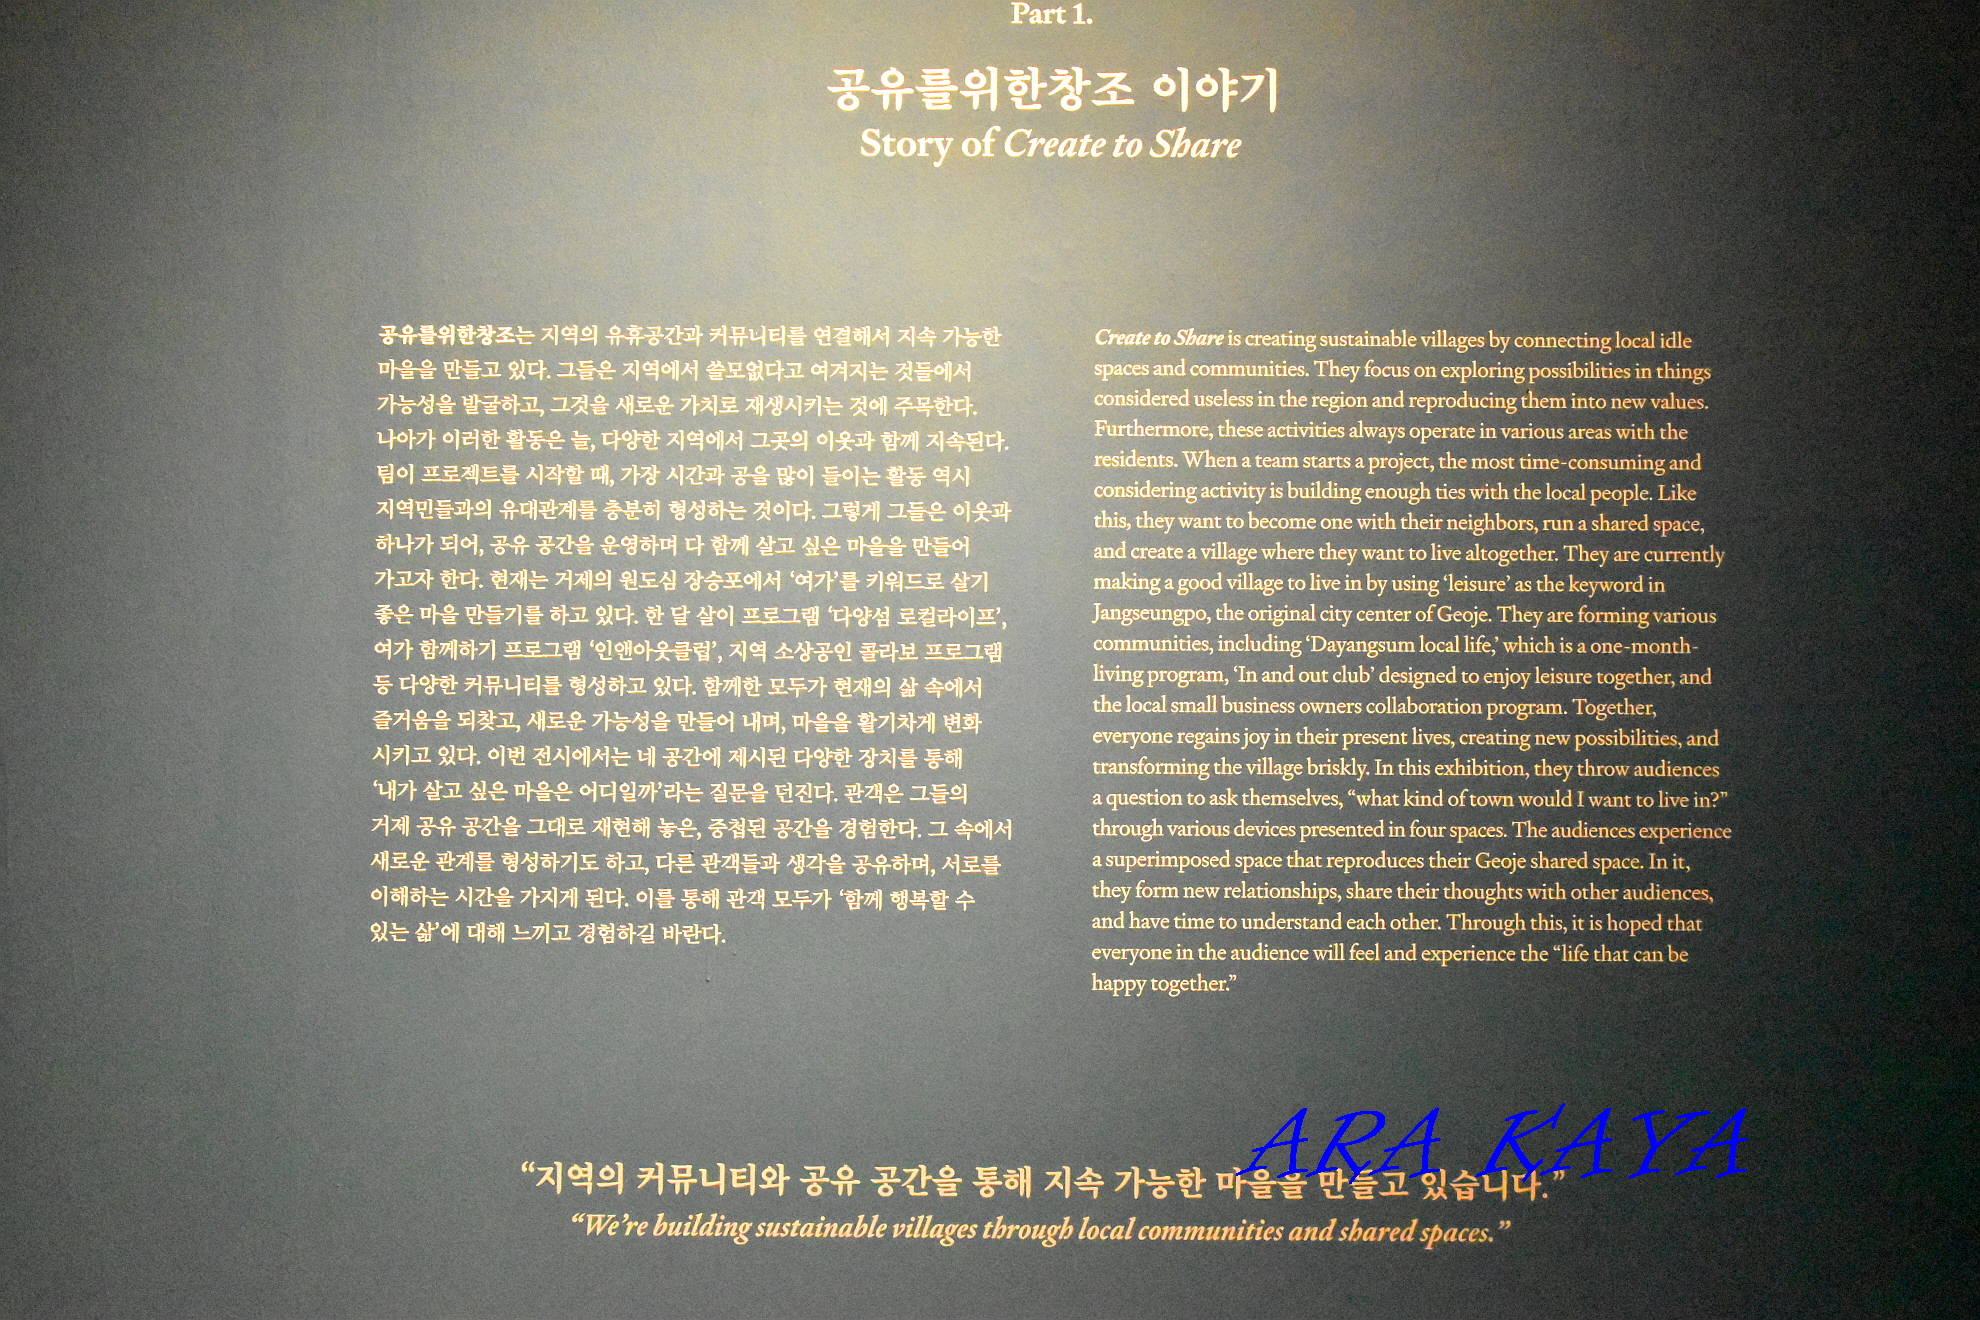 Part 1.
공유를위한창조 이야기
Story of Create to Share
공유를위한창조는 지역의 유휴공간과 커뮤니티를 연결해서 지속 가능한
마을을 만들고 있다. 그들은 지역에서 쓸모없다고 여겨지는 것들에서
가능성을 발굴하고, 그것을 새로운 가치로 재생시키는 것에 주목한다.
나아가 이러한 활동은 늘, 다양한 지역에서 그곳의 이웃과 함께 지속된다.
팀이 프로젝트를 시작할 때, 가장 시간과 공을 많이 들이는 활동 역시
지역민들과의 유대관계를 충분히 형성하는 것이다. 그렇게 그들은 이웃과
하나가 되어, 공유 공간을 운영하며 다 함께 살고 싶은 마을을 만들어
가고자 한다. 현재는 거제의 원도심 장승포에서 ‘여가’를 키워드로 살기
좋은 마을 만들기를 하고 있다. 한 달 살이 프로그램 ‘다양섬 로컬라이프’,
여가 함께하기 프로그램 ‘인앤아웃클럽’, 지역 소상공인 콜라보 프로그램
등 다양한 커뮤니티를 형성하고 있다. 함께한 모두가 현재의 삶 속에서
즐거움을 되찾고, 새로운 가능성을 만들어 내며, 마을을 활기차게 변화
시키고 있다. 이번 전시에서는 네 공간에 제시된 다양한 장치를 통해
‘내가 살고 싶은 마을은 어디일까’라는 질문을 던진다. 관객은 그들의
거제 공유 공간을 그대로 재현해 놓은, 중첩된 공간을 경험한다. 그 속에서
새로운 관계를 형성하기도 하고, 다른 관객들과 생각을 공유하며, 서로를
이해하는 시간을 가지게 된다. 이를 통해 관객 모두가 ‘함께 행복할 수
있는 삶’에 대해 느끼고 경험하길 바란다.
Create to Share is creating sustainable villages by connecting local idle
spaces and communities. They focus on exploring possibilities in things
considered useless in the region and reproducing them into new values.
Furthermore, these activities always operate in various areas with the
residents. When a team starts a project, the most time-consuming and
considering activity is building enough ties with the local people. Like
this, they want to become one with their neighbors, run a shared space,
and create a village where they want to live altogether. They are currently
making a good village to live in by using ‘leisure’ as the keyword in
Jangseungpo, the original city center of Geoje. They are forming various
communities, including ‘Dayangsum local life,’ which is a one-month-
living program, ‘In and out club’ designed to enjoy leisure together, and
the local small business owners collaboration program. Together,
everyone regains joy in their present lives, creating new possibilities, and
transforming the village briskly. In this exhibition, they throw audiences
a question to ask themselves, “what kind of town would I want to live in?”
through various devices presented in four spaces. The audiences experience
a superimposed space that reproduces their Geoje shared space. In it,
they form new relationships, share their thoughts with other audiences,
and have time to understand each other. Through this, it is hoped that
everyone in the audience will feel and experience the “life that can be
happy together.”
ARA KAYA
“지역의 커뮤니티와 공유 공간을 통해 지속 가능한 마을을 만들고 있습니다.”
“We’re building sustainable villages through local communities and shared spaces.”